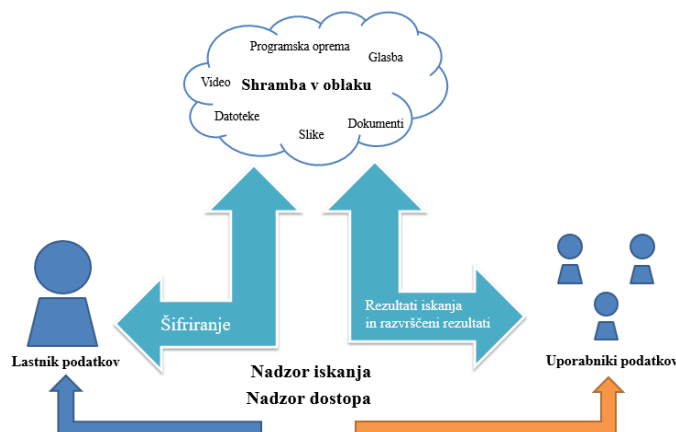 Programska oprema
Glasba
Video
Shramba v oblaku
Datoteke
Dokumenti
Slike
Šifriranje
Rezultati iskanja
in razvrščeni rezultati
Lastnik podatkov
Uporabniki podatkov
Nadzor iskanja
Nadzor dostopa